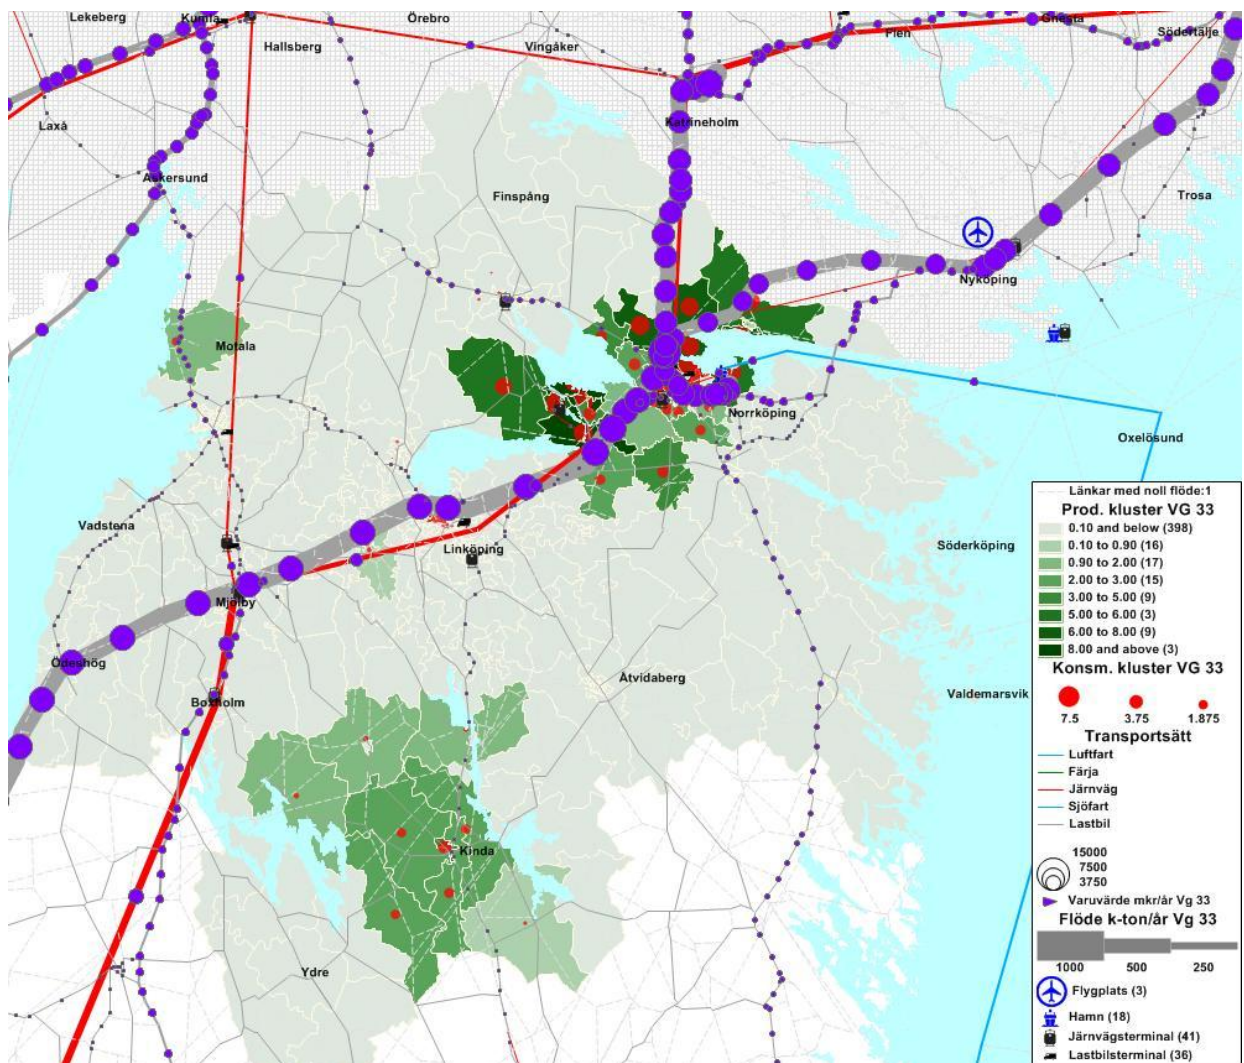 Lekeberg
Kumla
Örebro
Gnesta
Hallsberg
Vingåker
Flen
Södertälje
Laxå
Katrineholm
Askersund
Finspång
Trosa
Nyköping
Motala
Norrköping
Oxelösund
Vadstena
Linköping
Söderköping
Mjölby
Ödeshög
Åtvidaberg
Boxholm
Valdemarsvik
Kinda
Ydre
Länkar med noll flöde:1
Prod. kluster VG 33
0.10 and below (398)
0.10 to 0.90 (16)
0.90 to 2.00 (17)
2.00 to 3.00 (15)
3.00 to 5.00 (9)
5.00 to 6.00 (3)
6.00 to 8.00 (9)
8.00 and above (3)
Konsm. kluster VG 33
7.5 3.75 1.875
Transportsätt
Luftfart
Färja
Järnväg
Sjöfart
Lastbil
15000
7500
3750
Varuvärde mkr/år Vg 33
Flöde k-ton/år Vg 33
1000 500 250
Flygplats (3)
Hamn (18)
Järnvägsterminal (41)
Lastbilsterminal (36)